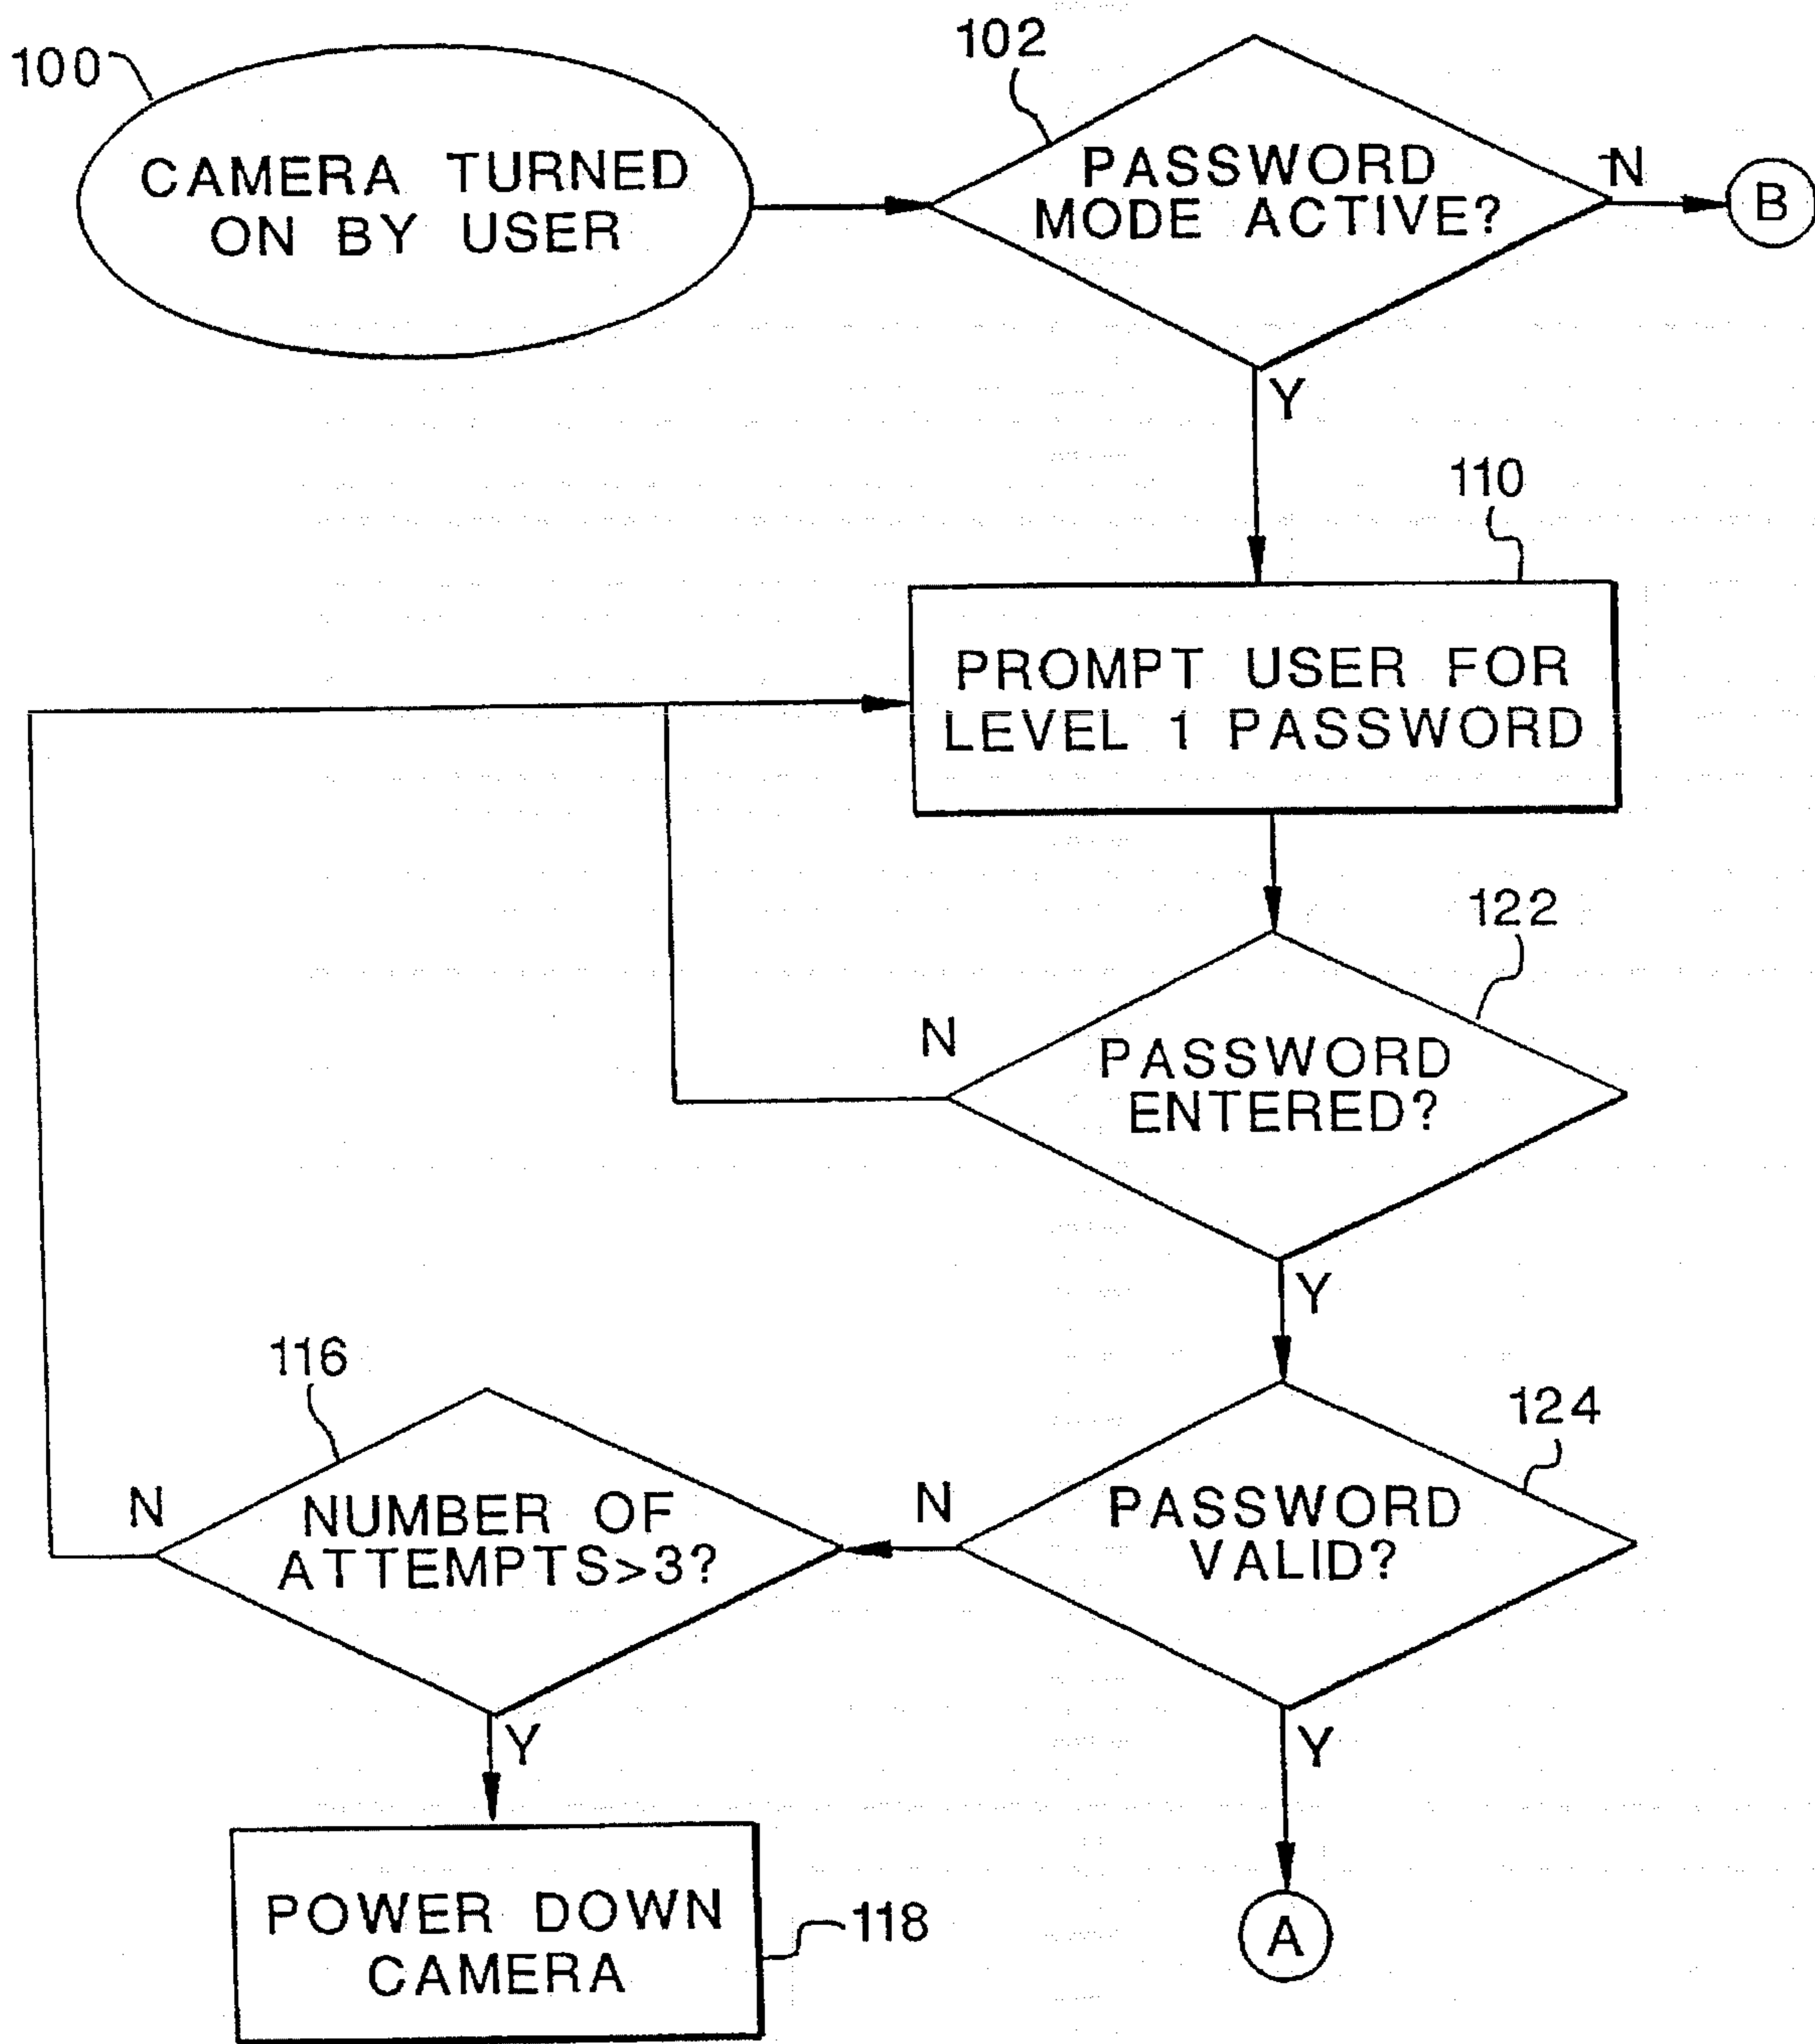 100
CAMERA TURNED
ON BY USER
102
PASSWORD
MODE ACTIVE?
N
B
Y
110
PROMPT USER FOR
LEVEL 1 PASSWORD
122
PASSWORD
ENTERED?
N
Y
124
PASSWORD
VALID?
N
116
NUMBER OF
ATTEMPTS>3?
N
Y
POWER DOWN
CAMERA
118
Y
A